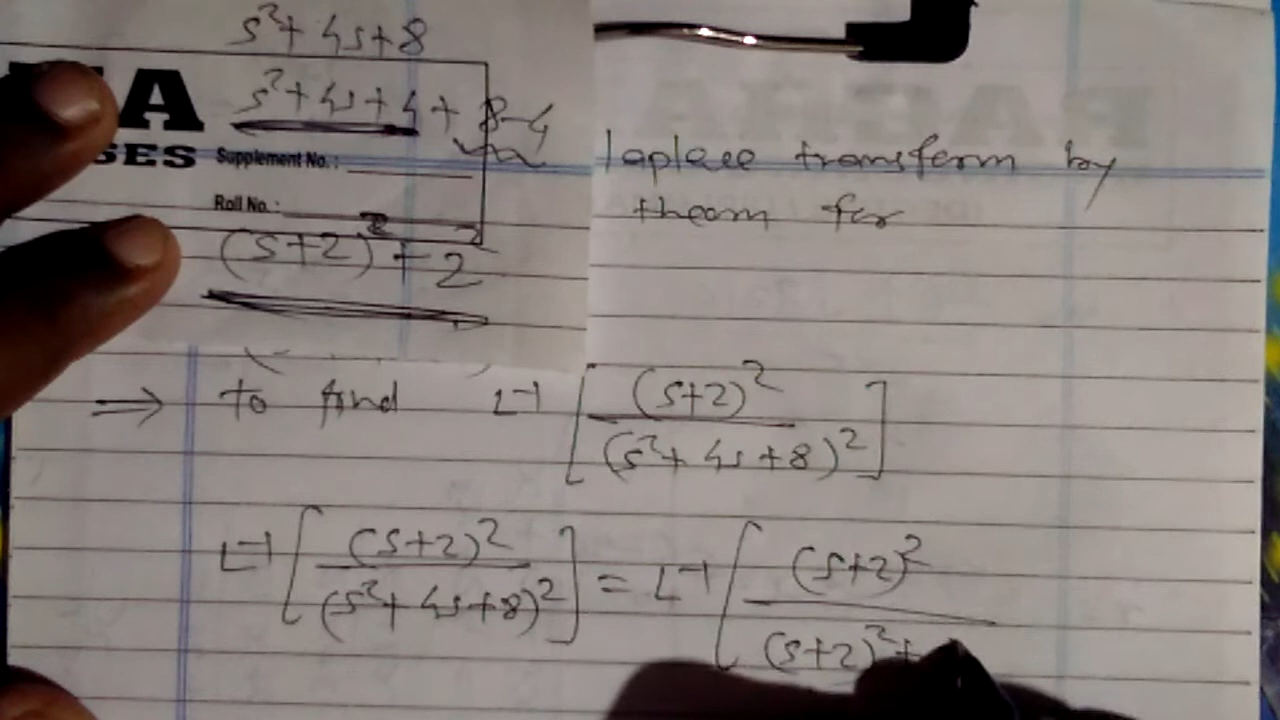 s²+4s+8
A
s²+4s+4+8-4
SES Supplement No.:
Roll No.:
(s+2)²+2²
laplace transform by
theorm for
⇒ to find L⁻¹[(s+2)²/(s²+4s+8)²]
L⁻¹[(s+2)²/(s²+4s+8)²] = L⁻¹[(s+2)²/(s+2)²+